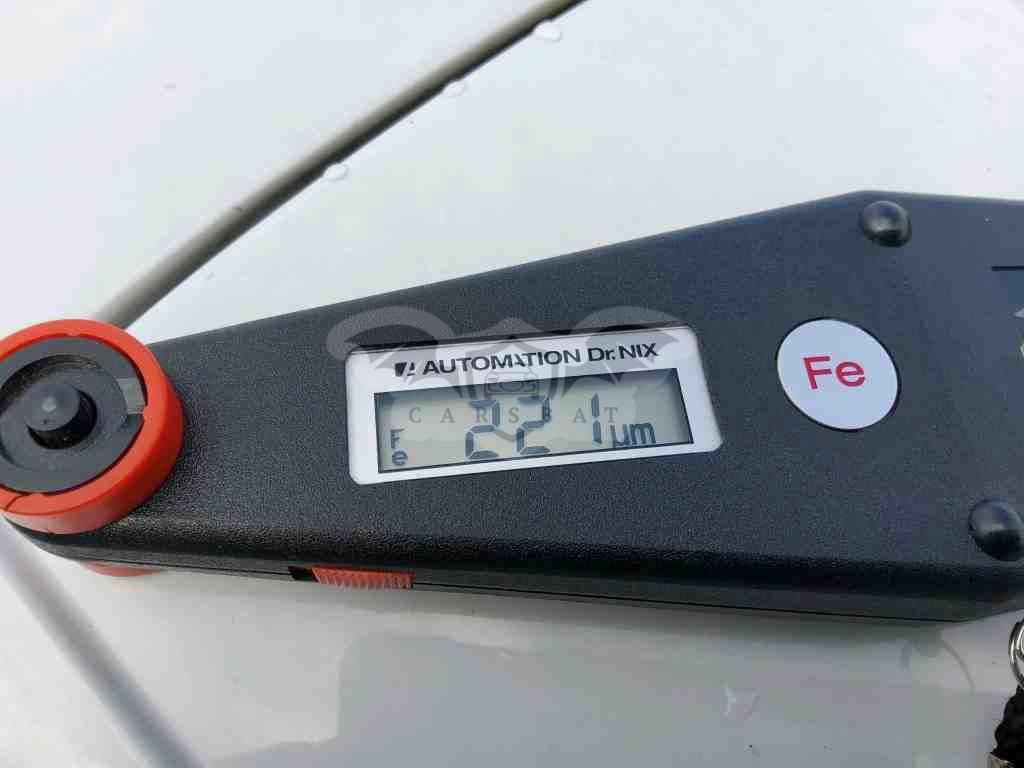 AUTOMATION Dr. NIX
Fe 221 µm
Fe
CARSBAT